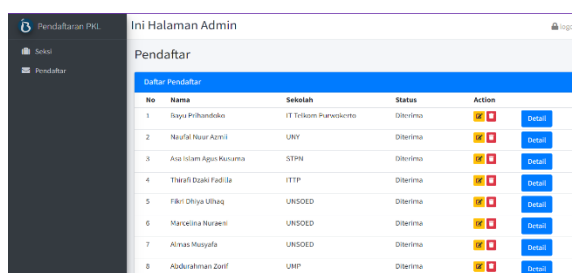 Pendaftaran PKL
Ini Halaman Admin
Seksi
Pendaftar
Pendaftar
Daftar Pendaftar
No Nama Sekolah Status Action
1 Bayu Prihandoko IT Telkom Purwokerto Diterima Detail
2 Naufal Nuur Azmii UNY Diterima Detail
3 Asa Islam Agus Kusuma STPN Diterima Detail
4 Thirafi Dzaki Fadilla ITTP Diterima Detail
5 Fikri Dhiya Ulhaq UNSOED Diterima Detail
6 Marcelina Nuraeni UNSOED Diterima Detail
7 Almas Musyafa UNSOED Diterima Detail
8 Abdurahman Zorif UMP Diterima Detail